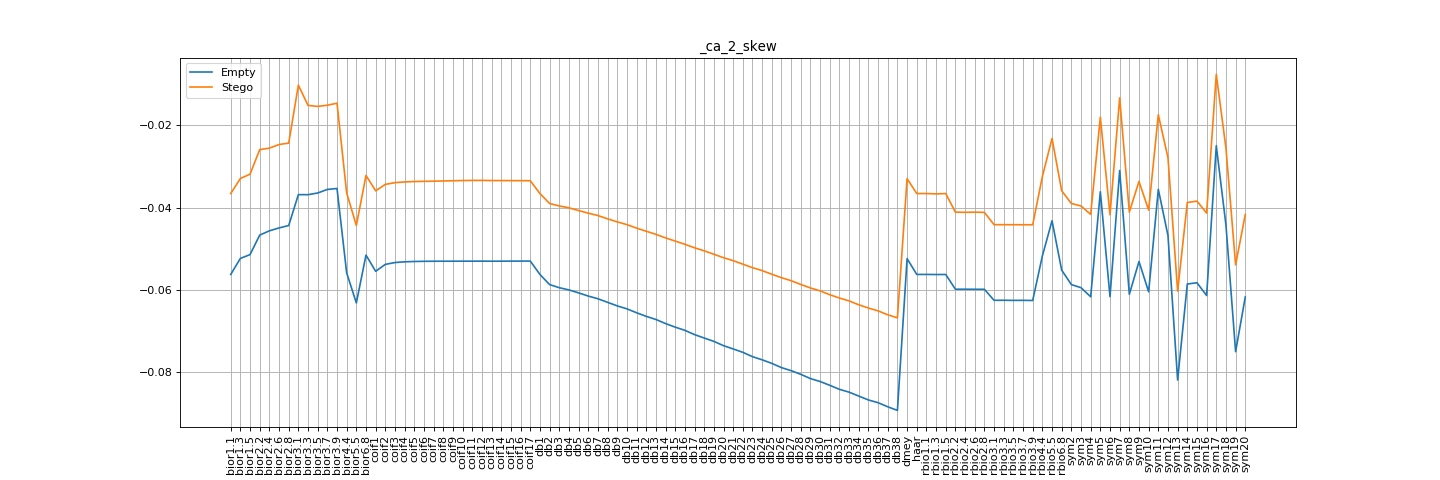 _ca_2_skew
Empty
Stego
−0.02
−0.04
−0.06
−0.08
bior1.1
bior1.3
bior1.5
bior2.2
bior2.4
bior2.6
bior2.8
bior3.1
bior3.3
bior3.5
bior3.7
bior3.9
bior4.4
bior5.5
bior6.8
coif1
coif2
coif3
coif4
coif5
coif6
coif7
coif8
coif9
coif10
coif11
coif12
coif13
coif14
coif15
coif16
coif17
db1
db2
db3
db4
db5
db6
db7
db8
db9
db10
db11
db12
db13
db14
db15
db16
db17
db18
db19
db20
db21
db22
db23
db24
db25
db26
db27
db28
db29
db30
db31
db32
db33
db34
db35
db36
db37
db38
dmey
haar
rbio1.1
rbio1.3
rbio1.5
rbio2.2
rbio2.4
rbio2.6
rbio2.8
rbio3.1
rbio3.3
rbio3.5
rbio3.7
rbio3.9
rbio4.4
rbio5.5
rbio6.8
sym2
sym3
sym4
sym5
sym6
sym7
sym8
sym9
sym10
sym11
sym12
sym13
sym14
sym15
sym16
sym17
sym18
sym19
sym20